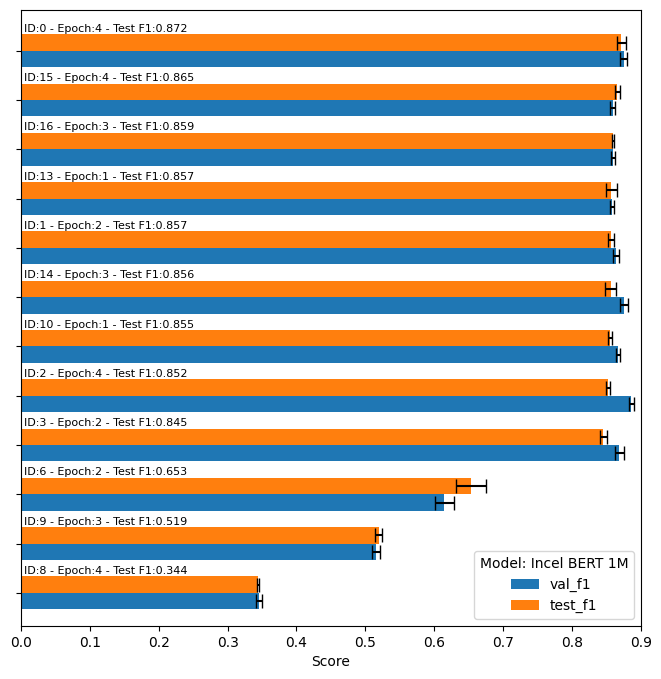 ID:0 - Epoch:4 - Test F1:0.872
ID:15 - Epoch:4 - Test F1:0.865
ID:16 - Epoch:3 - Test F1:0.859
ID:13 - Epoch:1 - Test F1:0.857
ID:1 - Epoch:2 - Test F1:0.857
ID:14 - Epoch:3 - Test F1:0.856
ID:10 - Epoch:1 - Test F1:0.855
ID:2 - Epoch:4 - Test F1:0.852
ID:3 - Epoch:2 - Test F1:0.845
ID:6 - Epoch:2 - Test F1:0.653
ID:9 - Epoch:3 - Test F1:0.519
ID:8 - Epoch:4 - Test F1:0.344
Model: Incel BERT 1M
val_f1
test_f1
0.0 0.1 0.2 0.3 0.4 0.5 0.6 0.7 0.8 0.9
Score